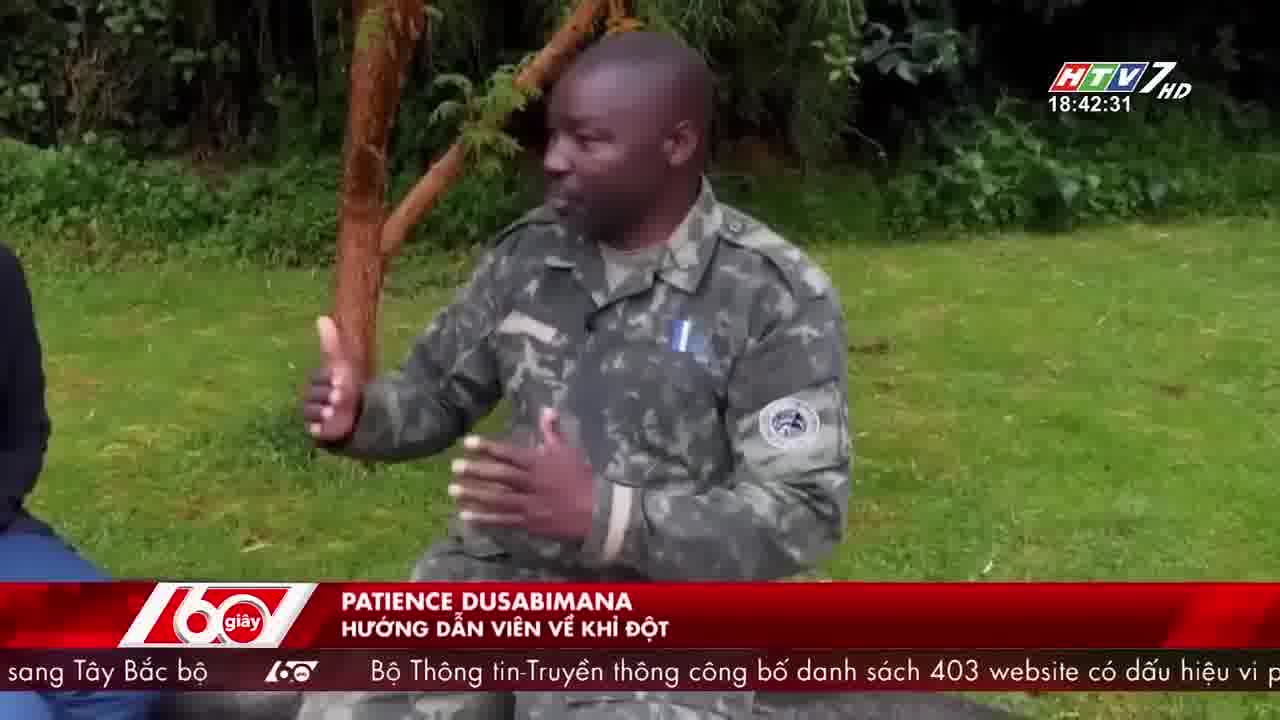 HTV7 HD
18:42:31
60 giây
PATIENCE DUSABIMANA
HƯỚNG DẪN VIÊN VỀ KHỈ ĐỘT
sang Tây Bắc bộ 60 giây Bộ Thông tin-Truyền thông công bố danh sách 403 website có dấu hiệu vi p